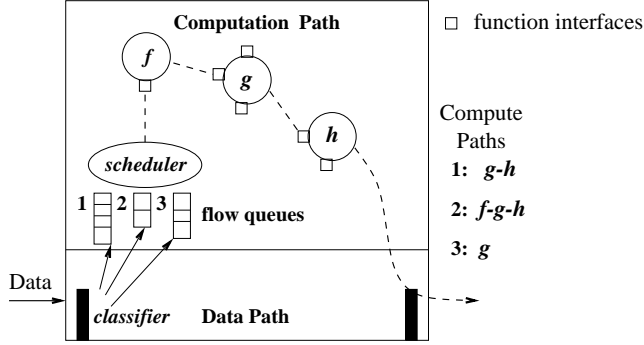 Computation Path
function interfaces
f
g
h
Compute
Paths
1: g-h
2: f-g-h
3: g
scheduler
1 2 3
flow queues
Data
classifier
Data Path